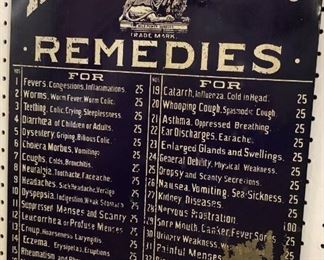 TRADE MARK.
REMEDIES
FOR
NOS.
1 Fevers, Congestions, Inflammations. 25
2 Worms, Worm Fever, Worm Colic. 25
3 Teething, Colic, Crying, Sleeplessness. 25
4 Diarrhea of Children or Adults. 25
5 Dysentery, Griping, Bilious Colic. 25
6 Cholera Morbus, Vomiting. 25
7 Coughs, Colds, Bronchitis. 25
8 Neuralgia, Toothache, Faceache. 25
9 Headaches, Sick Headache, Vertigo 25
10 Dyspepsia, Indigestion, Weak Stomach 25
11 Suppressed Menses and Scanty 25
12 Leucorrhea or Profuse Menses 25
13 Croup, Hoarseness, Laryngitis. 25
14 Eczema, Erysipelas, Eruptions 25
15 Rheumatism
FOR
19 Catarrh, Influenza, Cold in Head. 25
20 Whooping Cough, Spasmodic Cough. 25
21 Asthma, Oppressed Breathing. 25
22 Ear Discharges, Earache. 25
23 Enlarged Glands and Swellings. 25
24 General Debility, Physical Weakness. 25
25 Dropsy and Scanty Secretions. 25
26 Nausea, Vomiting, Sea-Sickness. 25
27 Kidney Diseases. 25
28 Nervous Prostration. 1.00
29 Sore Mouth, Canker, Fever Sores 25
30 Urinary Weakness,
31 Painful Menses